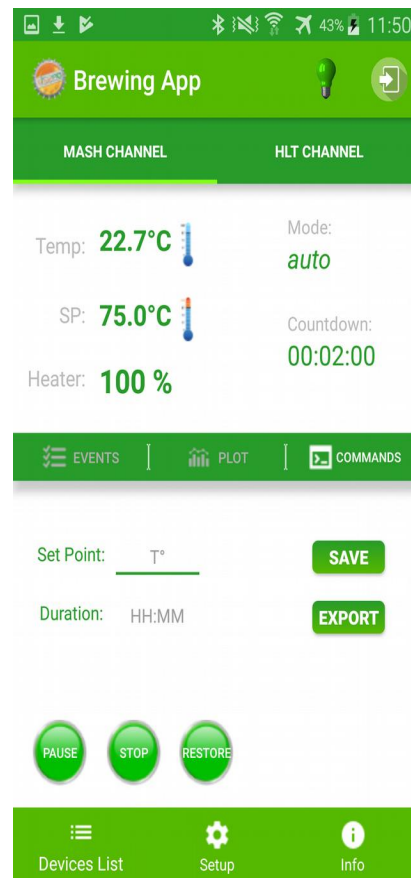 43% 11:50
Brewing App
MASH CHANNEL HLT CHANNEL
Temp: 22.7°C
Mode:
auto
SP: 75.0°C
Countdown:
00:02:00
Heater: 100 %
EVENTS PLOT COMMANDS
Set Point: T° SAVE
Duration: HH:MM EXPORT
PAUSE STOP RESTORE
Devices List Setup Info